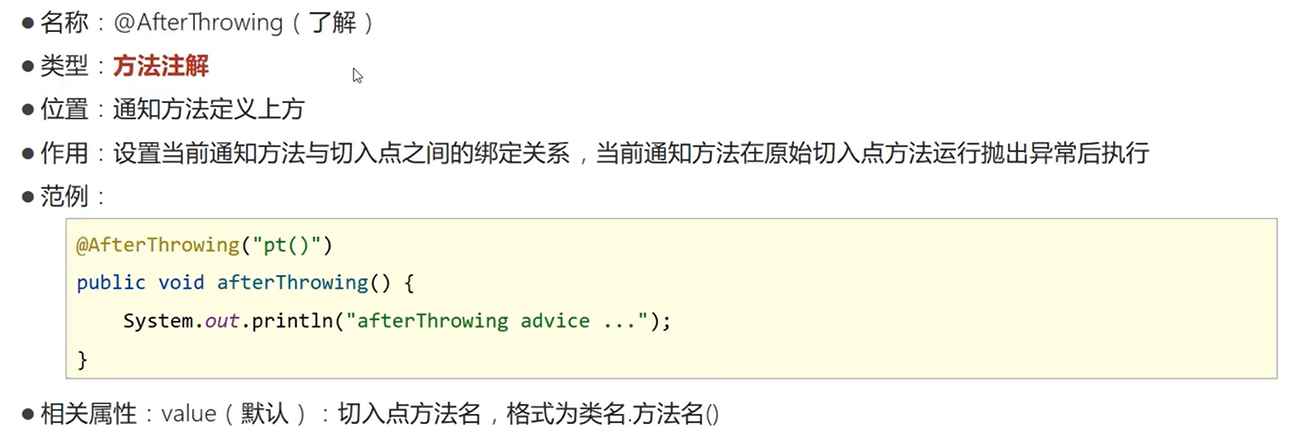 ● 名称：@AfterThrowing（了解）
● 类型：方法注解
● 位置：通知方法定义上方
● 作用：设置当前通知方法与切入点之间的绑定关系，当前通知方法在原始切入点方法运行抛出异常后执行
● 范例：
@AfterThrowing("pt()")
public void afterThrowing() {
    System.out.println("afterThrowing advice ...");
}
● 相关属性：value（默认）：切入点方法名，格式为类名.方法名()